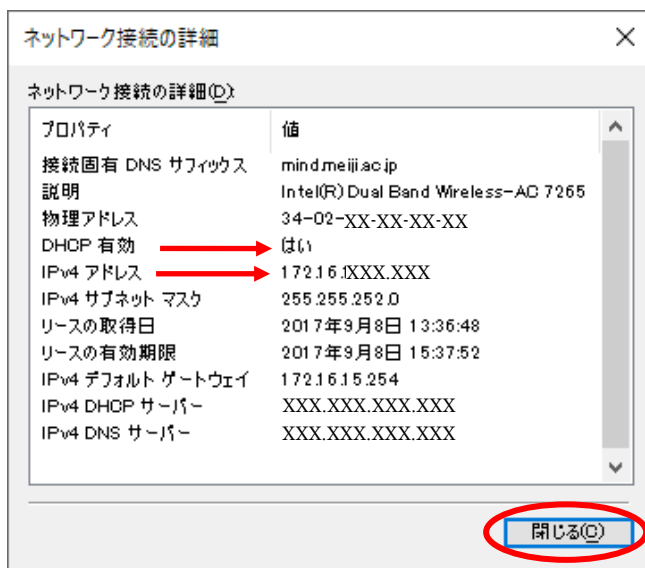 ネットワーク接続の詳細
ネットワーク接続の詳細(D):
プロパティ 値
接続固有 DNS サフィックス mind.meiji.ac.jp
説明 Intel(R) Dual Band Wireless-AC 7265
物理アドレス 34-02-XX-XX-XX-XX
DHCP 有効 はい
IPv4 アドレス 172.16.XXX.XXX
IPv4 サブネット マスク 255.255.252.0
リースの取得日 2017年9月8日 13:36:48
リースの有効期限 2017年9月8日 15:37:52
IPv4 デフォルト ゲートウェイ 172.16.15.254
IPv4 DHCP サーバー XXX.XXX.XXX.XXX
IPv4 DNS サーバー XXX.XXX.XXX.XXX
閉じる(C)